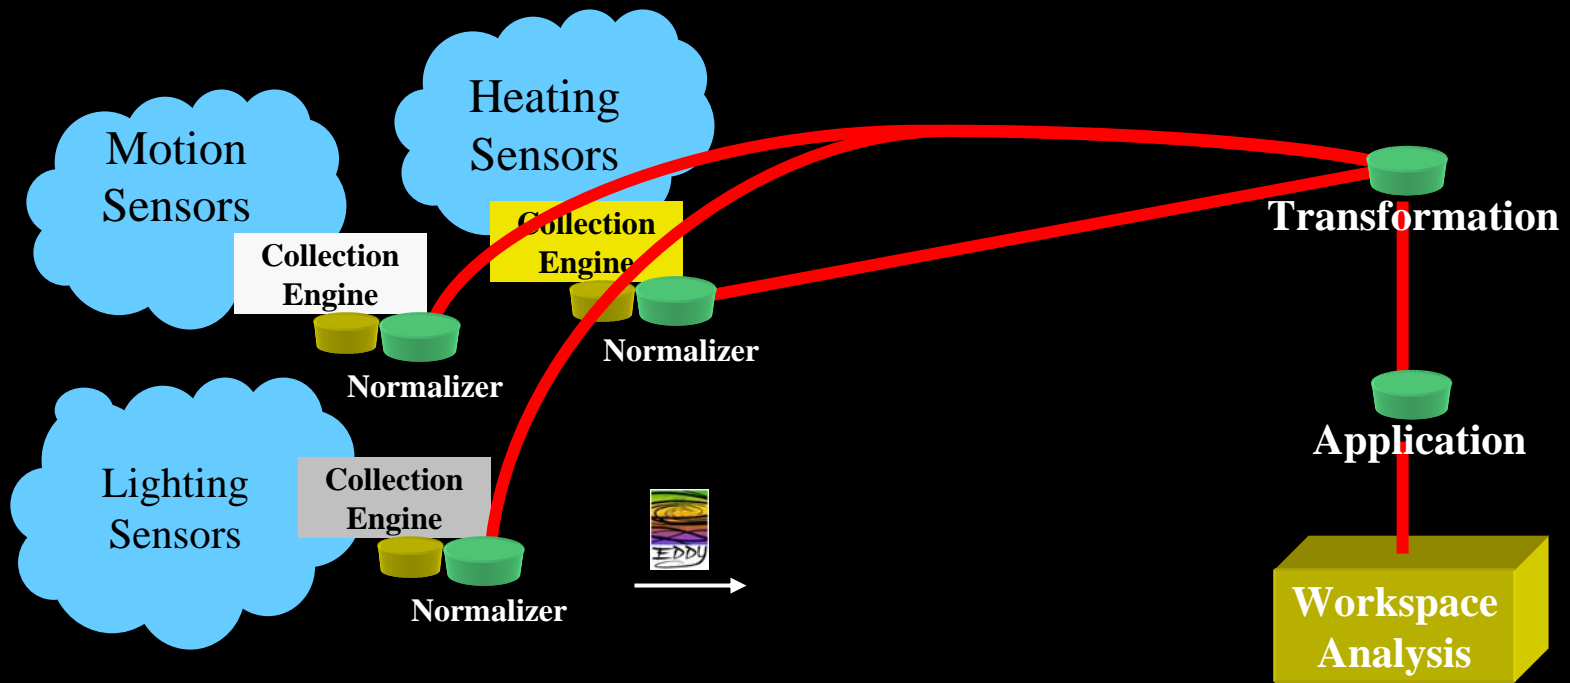 Heating
Sensors
Motion
Sensors
Collection
Engine
Normalizer
Collection
Engine
Normalizer
Lighting
Sensors
Collection
Engine
Normalizer
EDDY
Transformation
Application
Workspace
Analysis